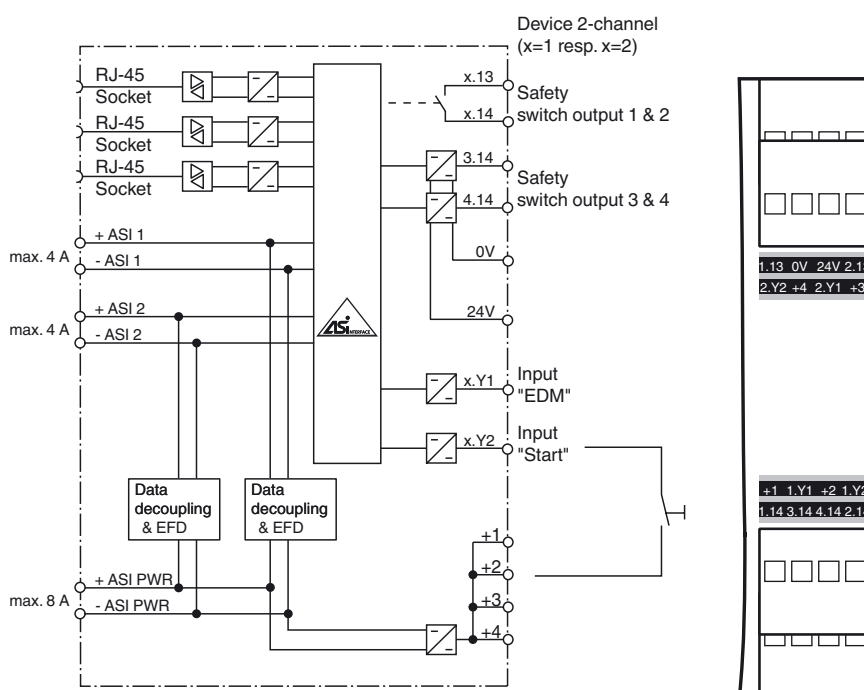 Device 2-channel
(x=1 resp. x=2)
RJ-45
Socket
RJ-45
Socket
RJ-45
Socket
x.13
x.14
Safety
switch output 1 & 2
3.14
4.14
Safety
switch output 3 & 4
0V
24V
max. 4 A
+ ASI 1
- ASI 1
max. 4 A
+ ASI 2
- ASI 2
ASi INTERFACE
x.Y1
Input
"EDM"
x.Y2
Input
"Start"
Data
decoupling
& EFD
Data
decoupling
& EFD
+1
+2
+3
+4
max. 8 A
+ ASI PWR
- ASI PWR
1.13 0V 24V
2.Y2 +4 2.Y1 +3
+1 1.Y1 +2
1.14 3.14 4.14